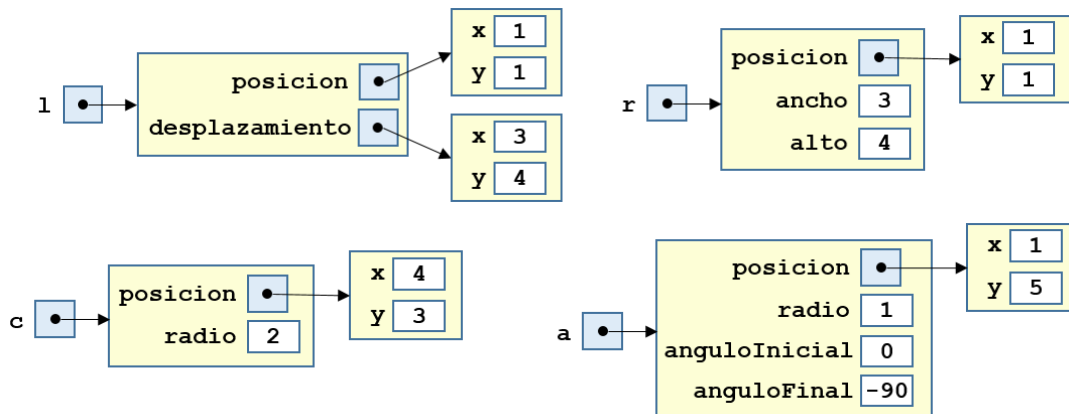 l
posicion
desplazamiento
x 1
y 1
x 3
y 4
r
posicion
ancho 3
alto 4
x 1
y 1
c
posicion
radio 2
x 4
y 3
a
posicion
radio 1
anguloInicial 0
anguloFinal -90
x 1
y 5